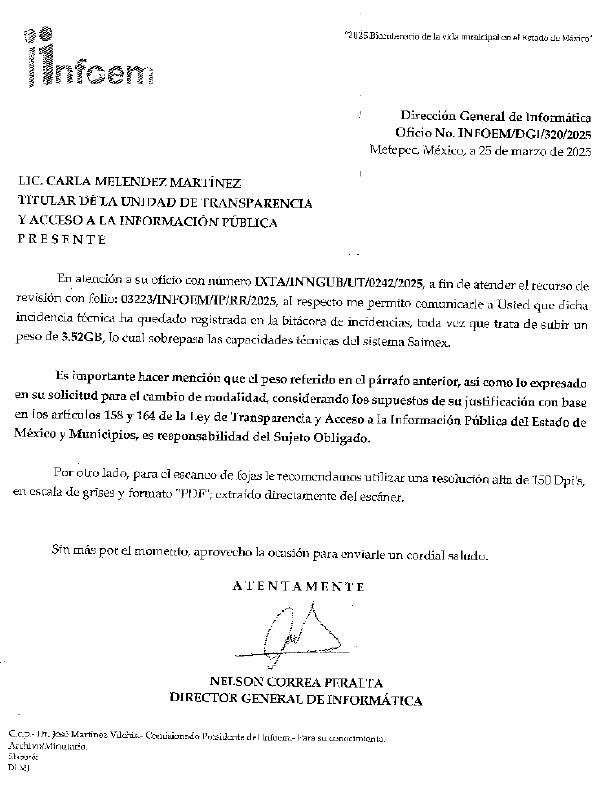 "2025.Bicentenario de la vida municipal en el Estado de México"
infoem
Dirección General de Informática
Oficio No. INFOEM/DGI/320/2025
Metepec, México, a 25 de marzo de 2025
LIC. CARLA MELENDEZ MARTÍNEZ
TITULAR DE LA UNIDAD DE TRANSPARENCIA
Y ACCESO A LA INFORMACIÓN PÚBLICA
P R E S E N T E
En atención a su oficio con número IXTA/INNGUB/UT/0242/2025, a fin de atender el recurso de
revisión con folio: 03223/INFOEM/IP/RR/2025, al respecto me permito comunicarle a Usted que dicha
incidencia técnica ha quedado registrada en la bitácora de incidencias, toda vez que trata de subir un
peso de 3.52GB, lo cual sobrepasa las capacidades técnicas del sistema Saimex.
Es importante hacer mención que el peso referido en el párrafo anterior, así como lo expresado
en su solicitud para el cambio de modalidad, considerando los supuestos de su justificación con base
en los artículos 158 y 164 de la Ley de Transparencia y Acceso a la Información Pública del Estado de
México y Municipios, es responsabilidad del Sujeto Obligado.
Por otro lado, para el escaneo de fojas le recomendamos utilizar una resolución alta de 150 Dpi's,
en escala de grises y formato "PDF"; extraído directamente del escáner.
Sin más por el momento, aprovecho la ocasión para enviarle un cordial saludo.
A T E N T A M E N T E
NELSON CORREA PERALTA
DIRECTOR GENERAL DE INFORMÁTICA
C.c.p.- Dr. José Martínez Vilchis.- Comisionado Presidente del Infoem.- Para su conocimiento.
Archivo/Minutario.
Elaboró: